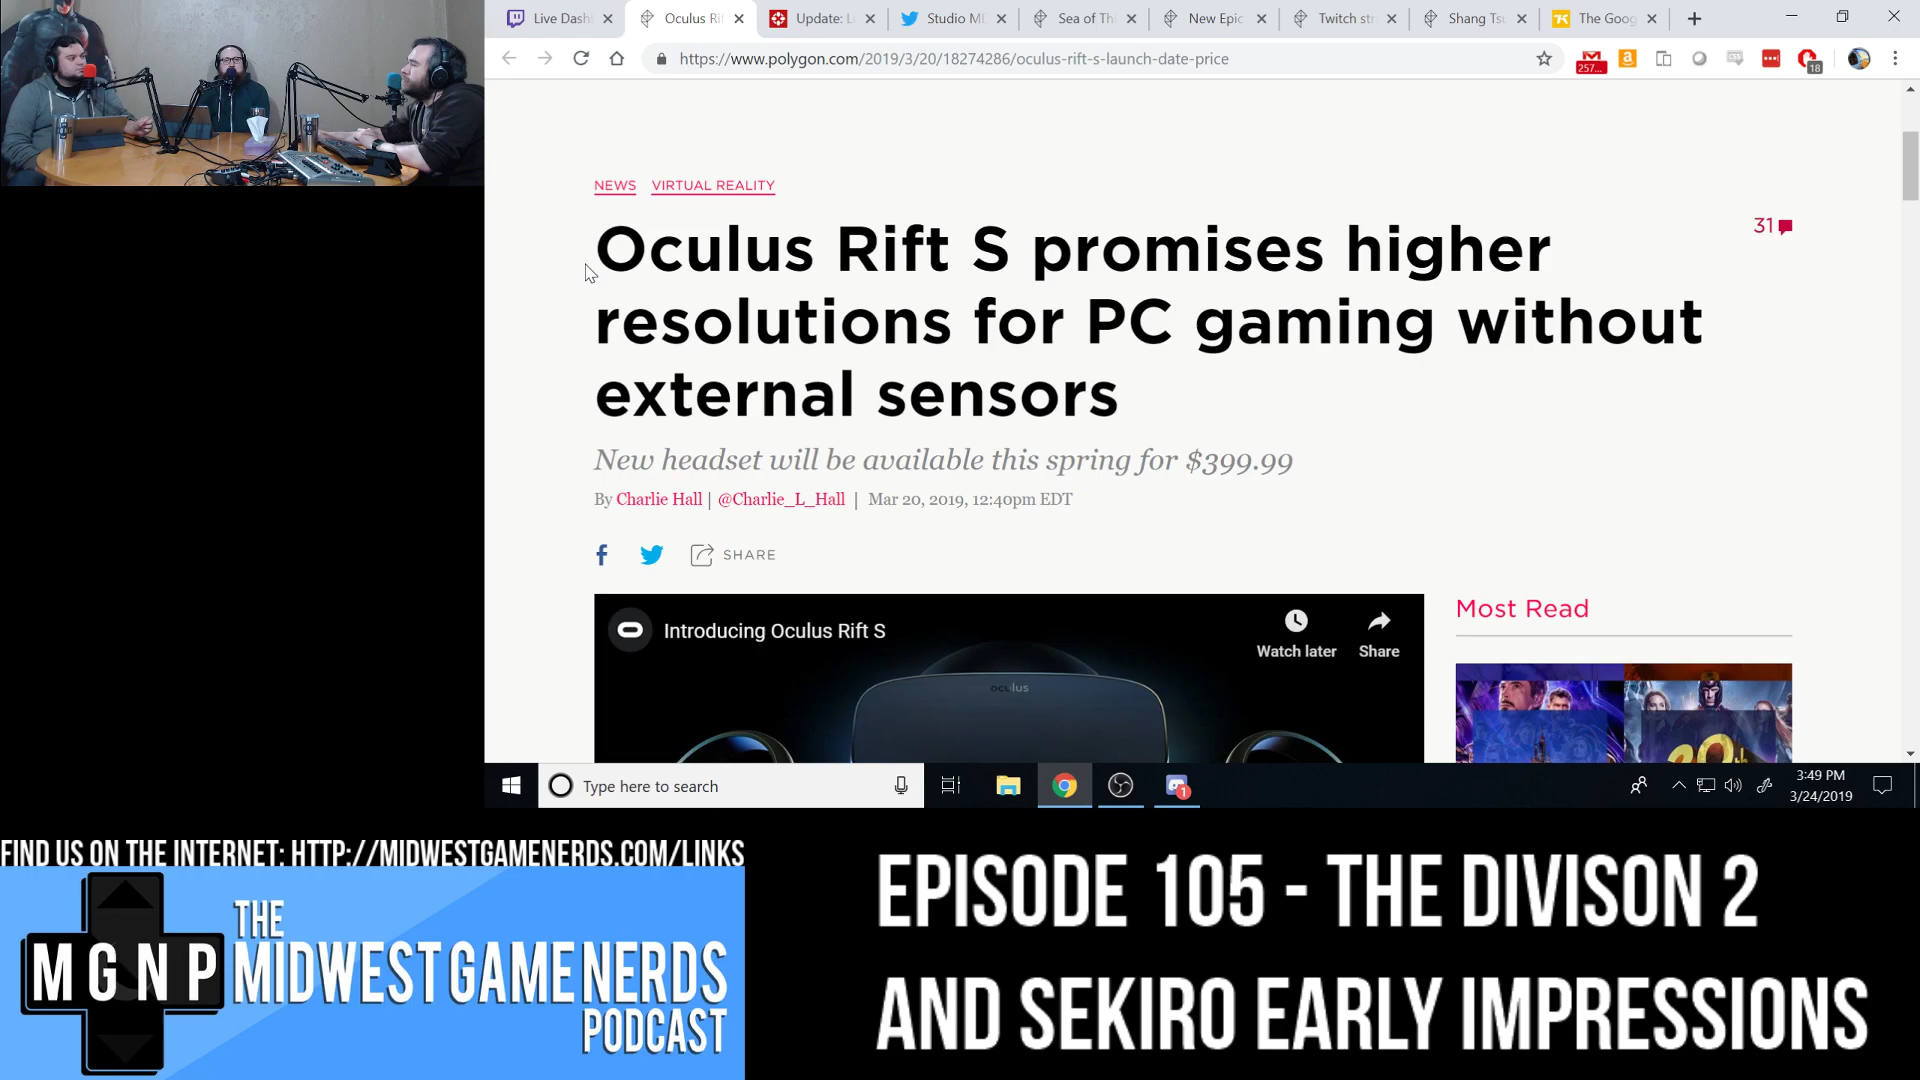 Live Dash
Oculus Ri
Update: L
Studio M
Sea of Th
New Epic
Twitch str
Shang Tsu
The Goog
https://www.polygon.com/2019/3/20/18274286/oculus-rift-s-launch-date-price
257...
18
NEWS VIRTUAL REALITY
Oculus Rift S promises higher
resolutions for PC gaming without
external sensors
31
New headset will be available this spring for $399.99
By Charlie Hall | @Charlie_L_Hall | Mar 20, 2019, 12:40pm EDT
SHARE
Introducing Oculus Rift S
Watch later
Share
oculus
Most Read
20th
Type here to search
1
3:49 PM
3/24/2019
FIND US ON THE INTERNET: HTTP://MIDWESTGAMENERDS.COM/LINKS
MGNP
THE
MIDWEST GAME NERDS
PODCAST
EPISODE 105 - THE DIVISON 2
AND SEKIRO EARLY IMPRESSIONS